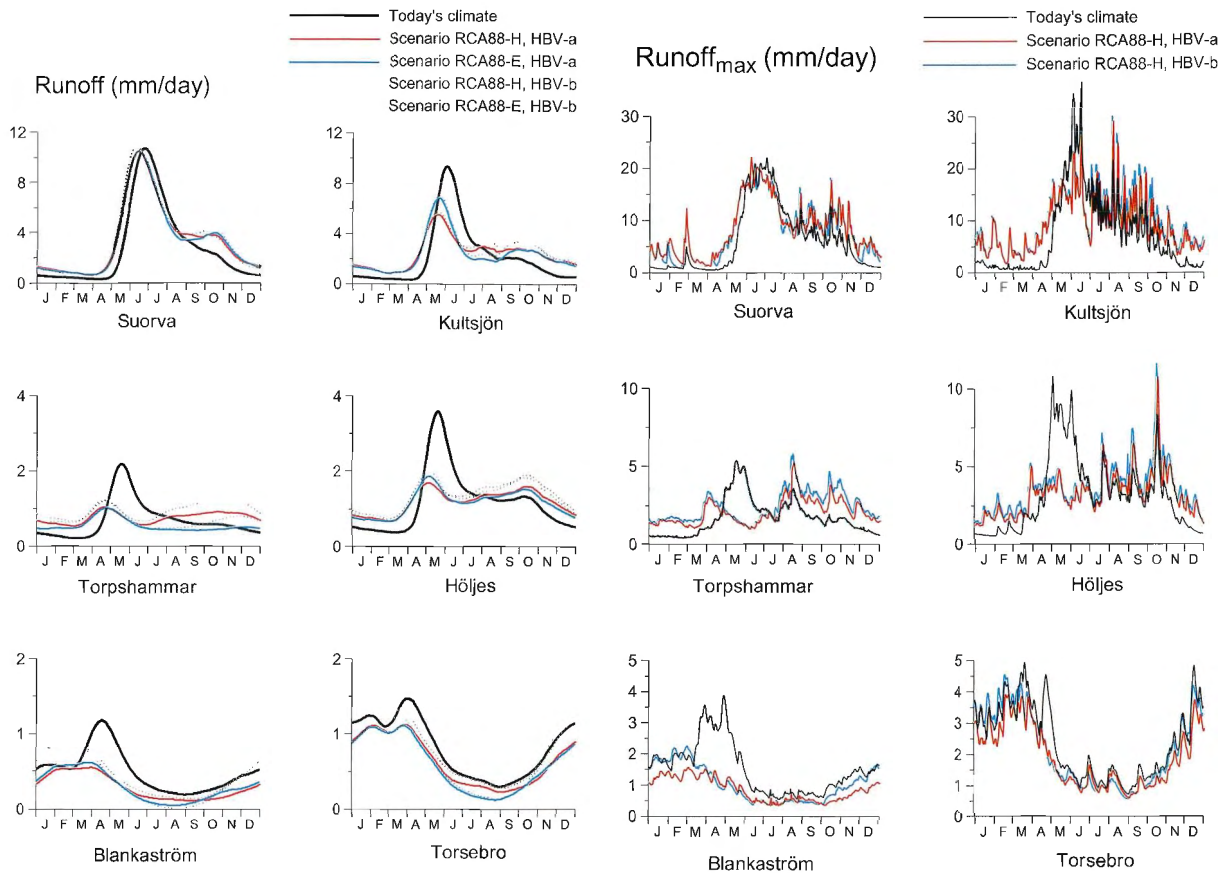 Today's climate
Scenario RCA88-H, HBV-a
Scenario RCA88-E, HBV-a
Scenario RCA88-H, HBV-b
Scenario RCA88-E, HBV-b
Runoff (mm/day)
12
8
4
0
J F M A M J J A S O N D
Suorva
12
8
4
0
J F M A M J J A S O N D
Kultsjön
4
2
0
J F M A M J J A S O N D
Torpshammar
4
3
2
1
0
J F M A M J J A S O N D
Höljes
2
1
0
J F M A M J J A S O N D
Blankaström
2
1
0
J F M A M J J A S O N D
Torsebro
Today's climate
Scenario RCA88-H, HBV-a
Scenario RCA88-H, HBV-b
Runoffmax (mm/day)
30
20
10
0
J F M A M J J A S O N D
Suorva
30
20
10
0
J F M A M J J A S O N D
Kultsjön
10
5
0
J F M A M J J A S O N D
Torpshammar
10
5
0
J F M A M J J A S O N D
Höljes
5
4
3
2
1
0
J F M A M J J A S O N D
Blankaström
5
4
3
2
1
0
J F M A M J J A S O N D
Torsebro